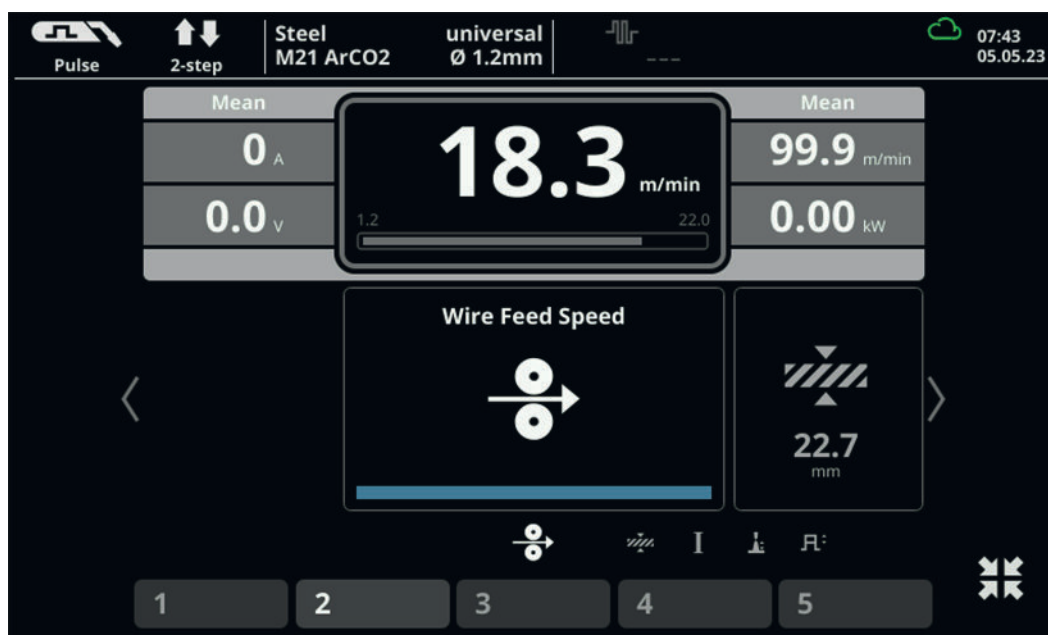 Pulse
2-step
Steel universal
M21 ArCO2 Ø 1.2mm
---
07:43
05.05.23
Mean
0 A
0.0 V
18.3 m/min
1.2 22.0
Mean
99.9 m/min
0.00 kW
Wire Feed Speed
22.7
mm
1 2 3 4 5